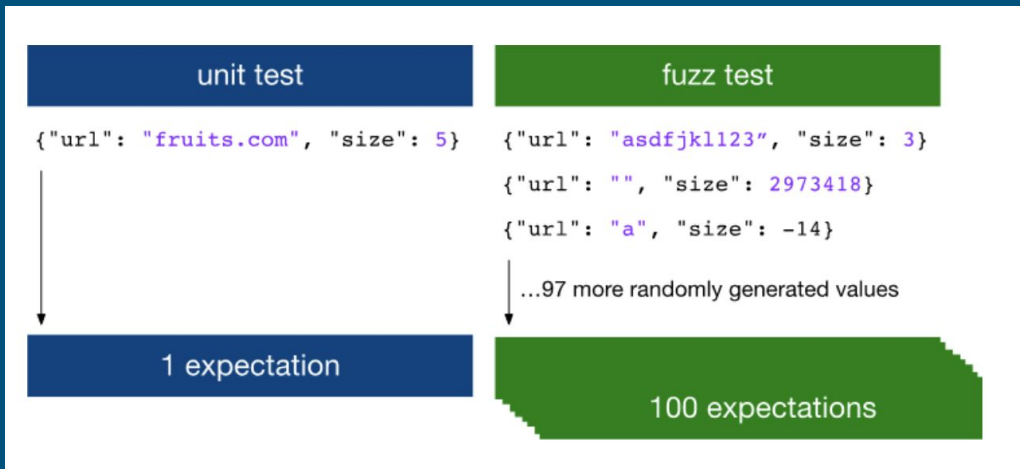 unit test
{"url": "fruits.com", "size": 5}
1 expectation
fuzz test
{"url": "asdfjkl123”, "size": 3}
{"url": "", "size": 2973418}
{"url": "a", "size": -14}
...97 more randomly generated values
100 expectations